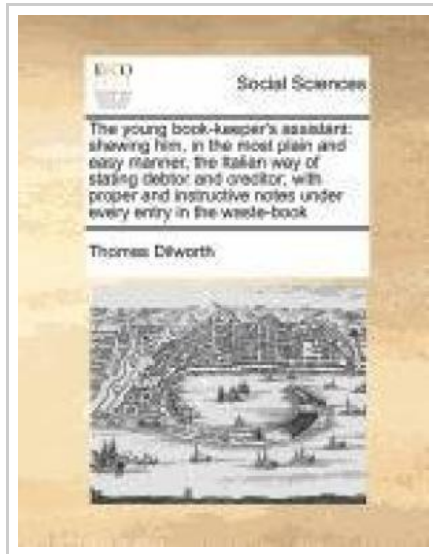 ECCO
Social Sciences
The young book-keeper's assistant:
shewing him, in the most plain and
easy manner, the Italian way of
stating debtor and creditor; with
proper and instructive notes under
every entry in the waste-book
Thomas Dilworth